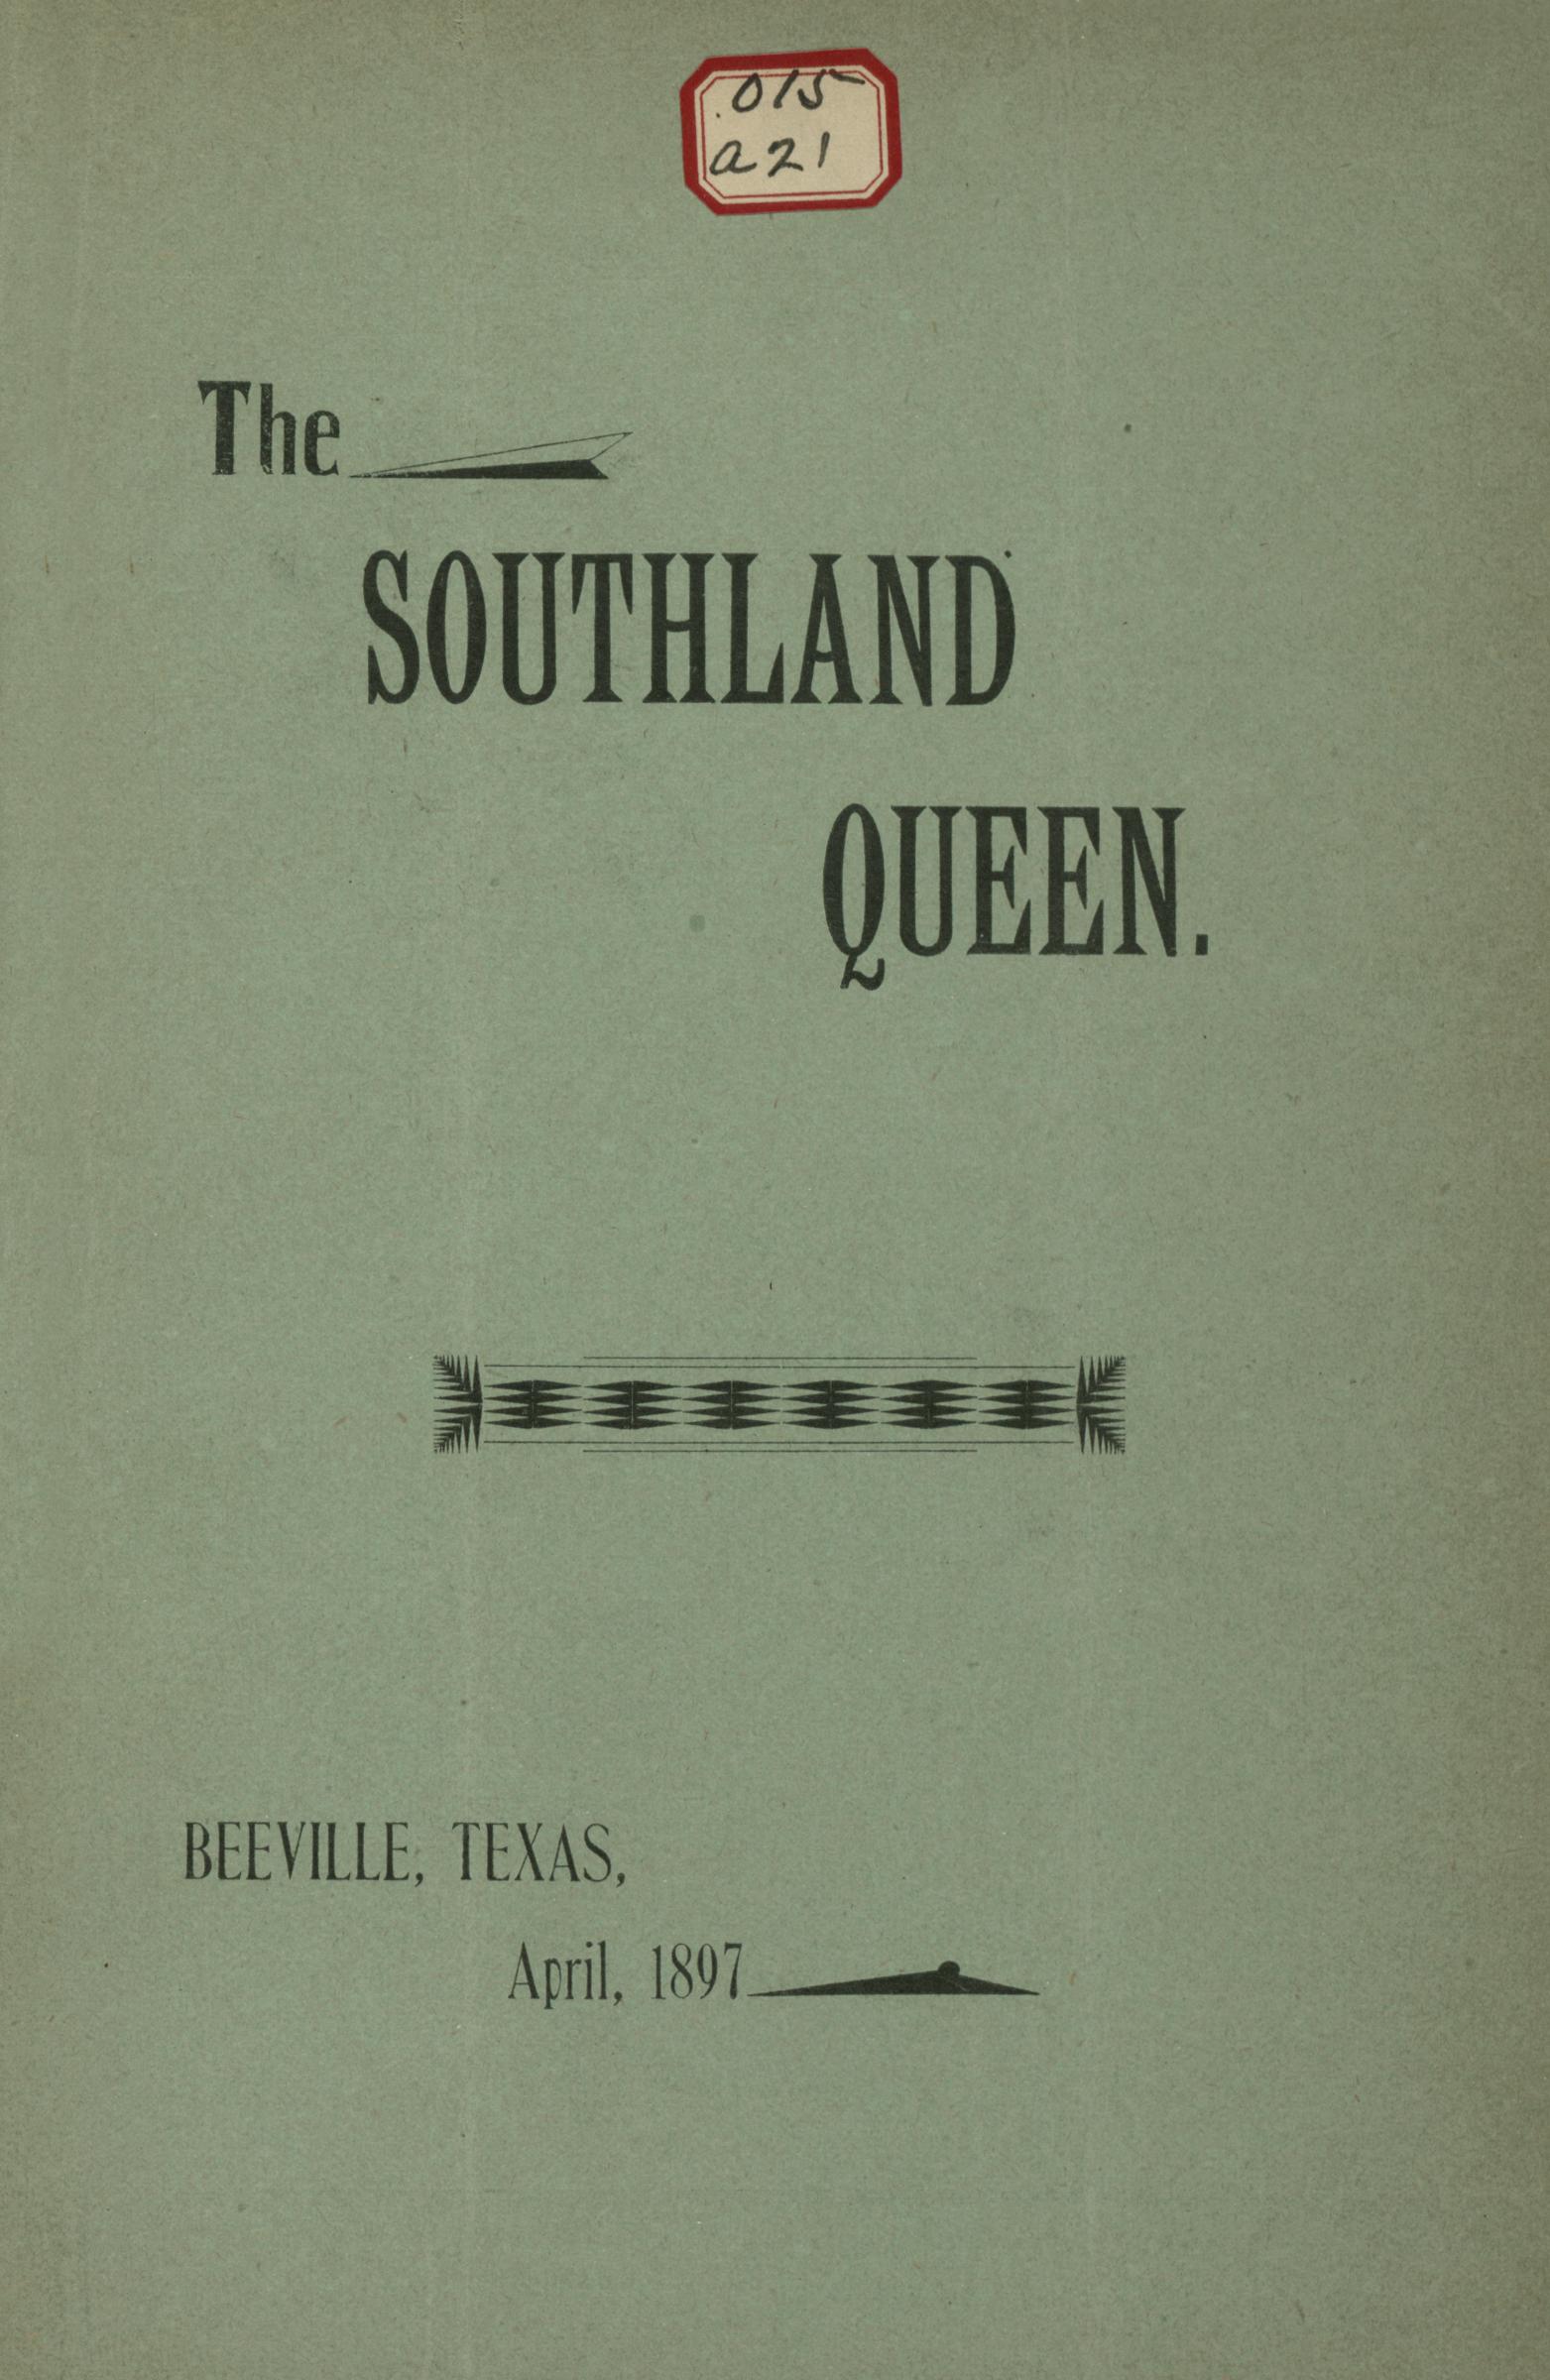 .015
a21
The
SOUTHLAND
QUEEN.
BEEVILLE, TEXAS,
April, 1897